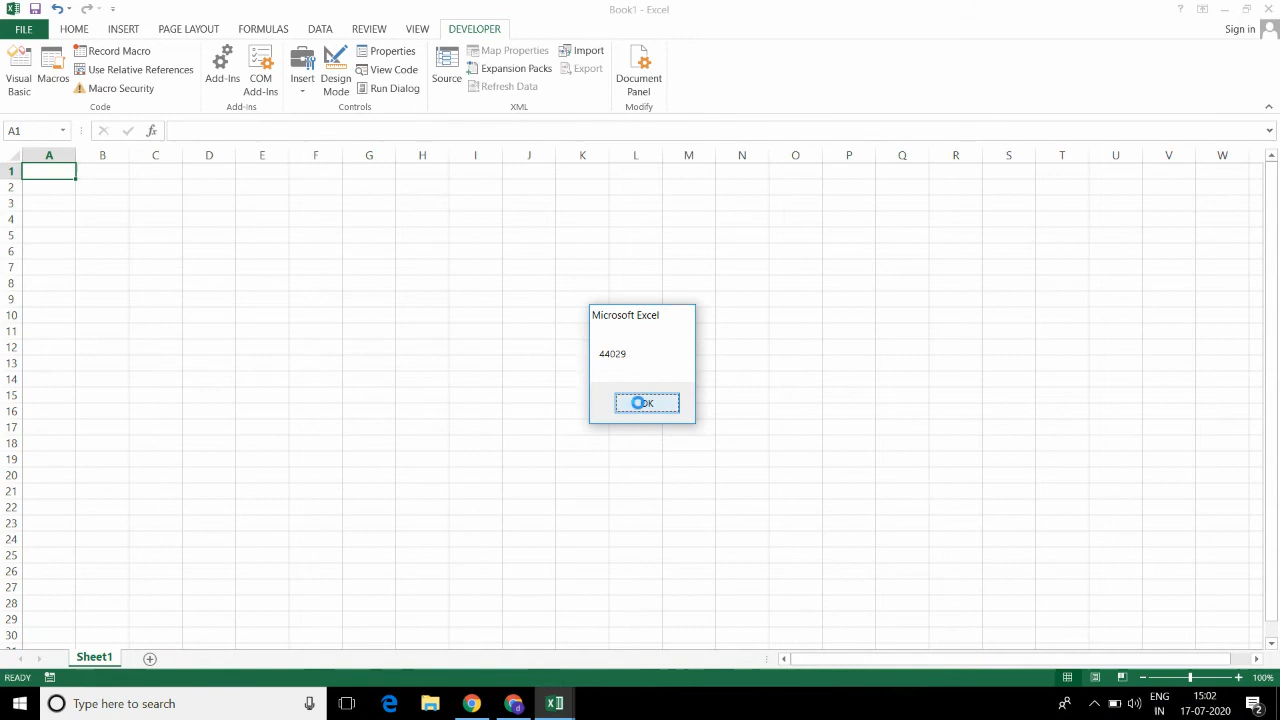 Book1 - Excel
FILE HOME INSERT PAGE LAYOUT FORMULAS DATA REVIEW VIEW DEVELOPER Sign in
Visual Basic
Macros
Record Macro
Use Relative References
Macro Security
Code
Add-Ins
COM Add-Ins
Add-Ins
Insert
Design Mode
Properties
View Code
Run Dialog
Controls
Source
Map Properties
Expansion Packs
Refresh Data
Import
Export
XML
Document Panel
Modify
A1 fx
A B C D E F G H I J K L M N O P Q R S T U V W
1
2
3
4
5
6
7
8
9
10
11
12
13
14
15
16
17
18
19
20
21
22
23
24
25
26
27
28
29
30
Microsoft Excel
44029
OK
Sheet1
READY 100%
Type here to search
ENG
IN
15:02
17-07-2020
2